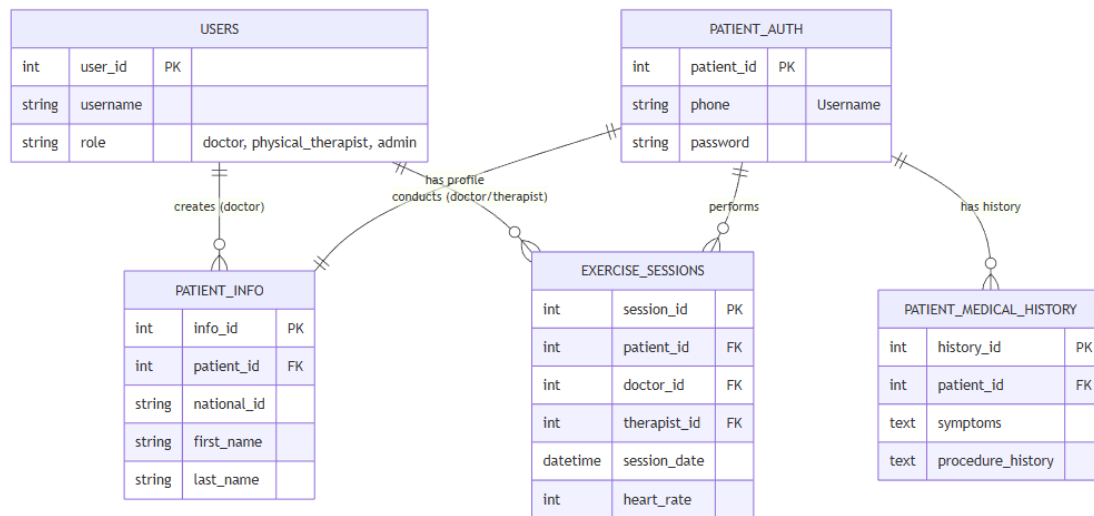 USERS
int user_id PK
string username
string role doctor, physical_therapist, admin
PATIENT_AUTH
int patient_id PK
string phone Username
string password
creates (doctor)
has profile
conducts (doctor/therapist)
performs
has history
PATIENT_INFO
int info_id PK
int patient_id FK
string national_id
string first_name
string last_name
EXERCISE_SESSIONS
int session_id PK
int patient_id FK
int doctor_id FK
int therapist_id FK
datetime session_date
int heart_rate
PATIENT_MEDICAL_HISTORY
int history_id PK
int patient_id FK
text symptoms
text procedure_history